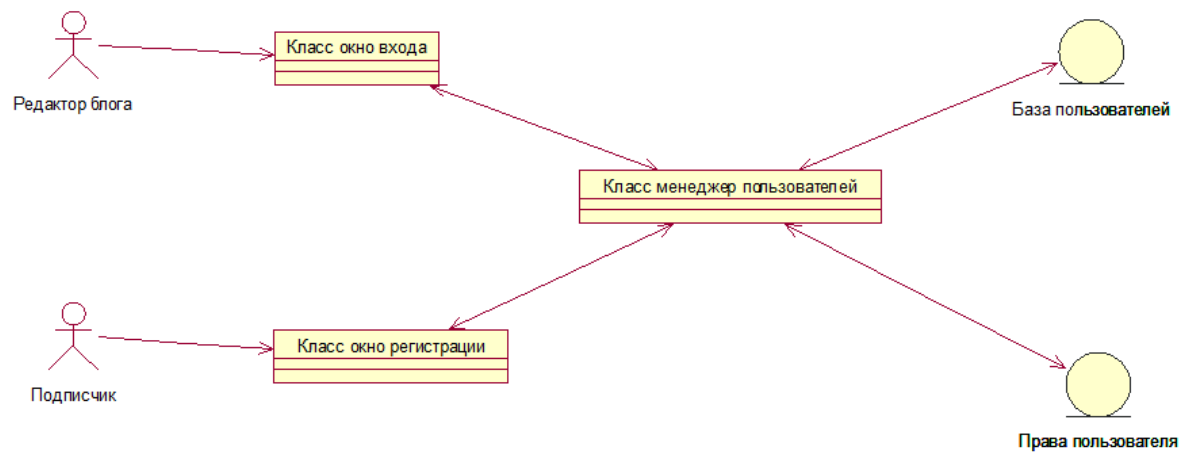 Класс окно входа
Редактор блога
База пользователей
Класс менеджер пользователей
Класс окно регистрации
Подписчик
Права пользователя